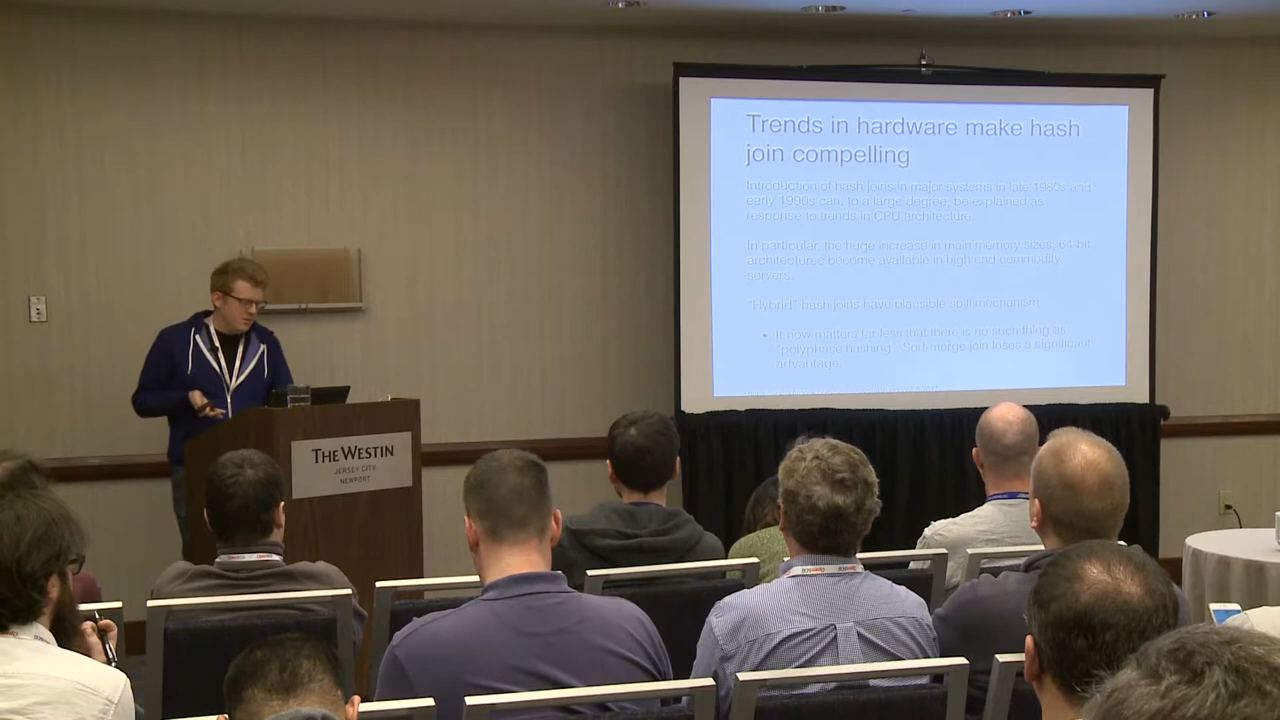 Trends in hardware make hash
join compelling
Introduction of hash joins in major systems in late 1980s and
early 1990s can, to a large degree, be explained as
response to trends in CPU architecture.
In particular, the huge increase in main memory sizes; 64-bit
architectures become available in high end commodity
servers.
"Hybrid" hash joins have plausible spill mechanism
• It now matters far less that there is no such thing as
"polyphase hashing". Sort-merge join loses a significant
advantage.
THE WESTIN
JERSEY CITY
NEWPORT